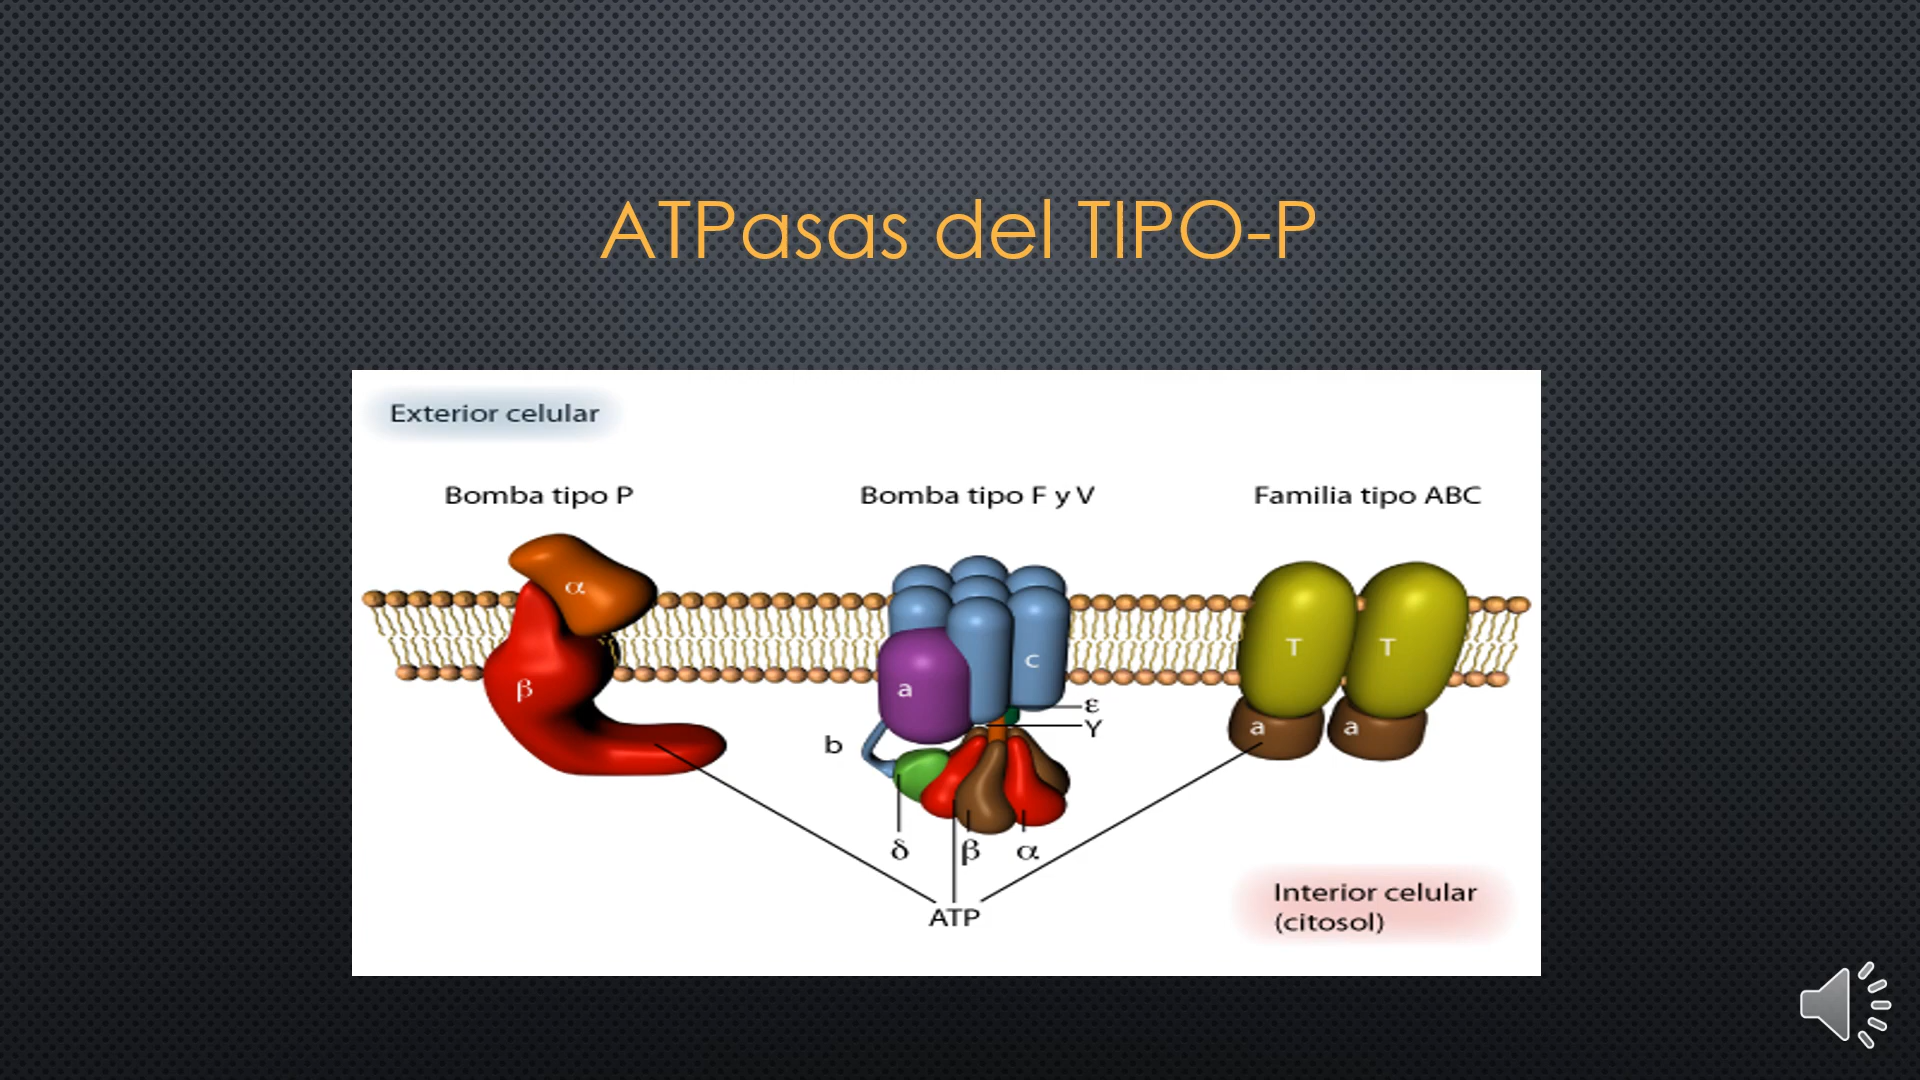 ATPasas del TIPO-P
Exterior celular
Bomba tipo P
Bomba tipo F y V
Familia tipo ABC
α
β
a
c
ε
γ
b
δ
β
α
T
T
a
a
ATP
Interior celular
(citosol)